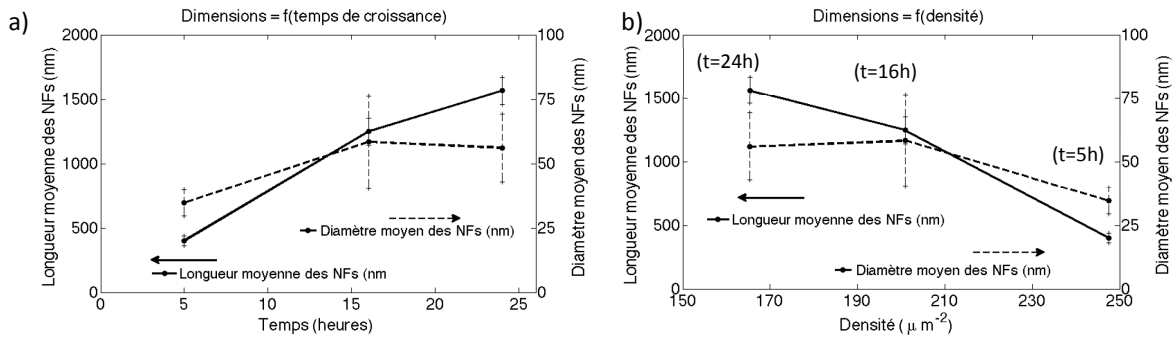 a)
Dimensions = f(temps de croissance)
2000
1500
1000
500
0
Longueur moyenne des NFs (nm)
100
75
50
25
0
Diamètre moyen des NFs (nm)
Diamètre moyen des NFs (nm)
Longueur moyenne des NFs (nm
0 5 10 15 20 25
Temps (heures)
b)
Dimensions = f(densité)
2000
1500
1000
500
0
Longueur moyenne des NFs (nm)
100
75
50
25
0
Diamètre moyen des NFs (nm)
(t=24h)
(t=16h)
(t=5h)
Longueur moyenne des NFs (nm)
Diamètre moyen des NFs (nm)
150 170 190 210 230 250
Densité ( μ m-2)